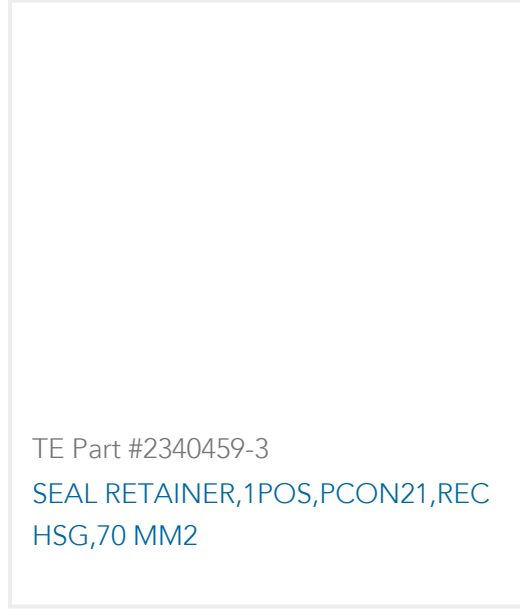 TE Part #2340459-3
SEAL RETAINER,1POS,PCON21,REC
HSG,70 MM2